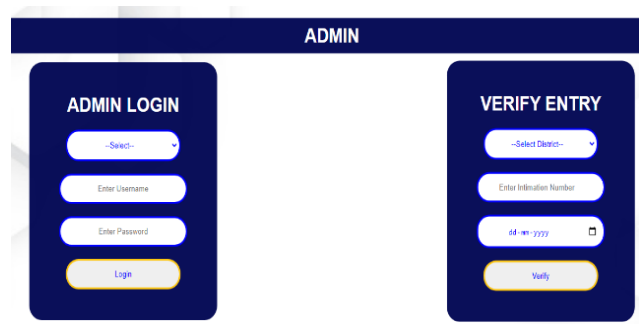 ADMIN
ADMIN LOGIN
--Select--
Enter Username
Enter Password
Login
VERIFY ENTRY
--Select District--
Enter Intimation Number
dd-mm-yyyy
Verify